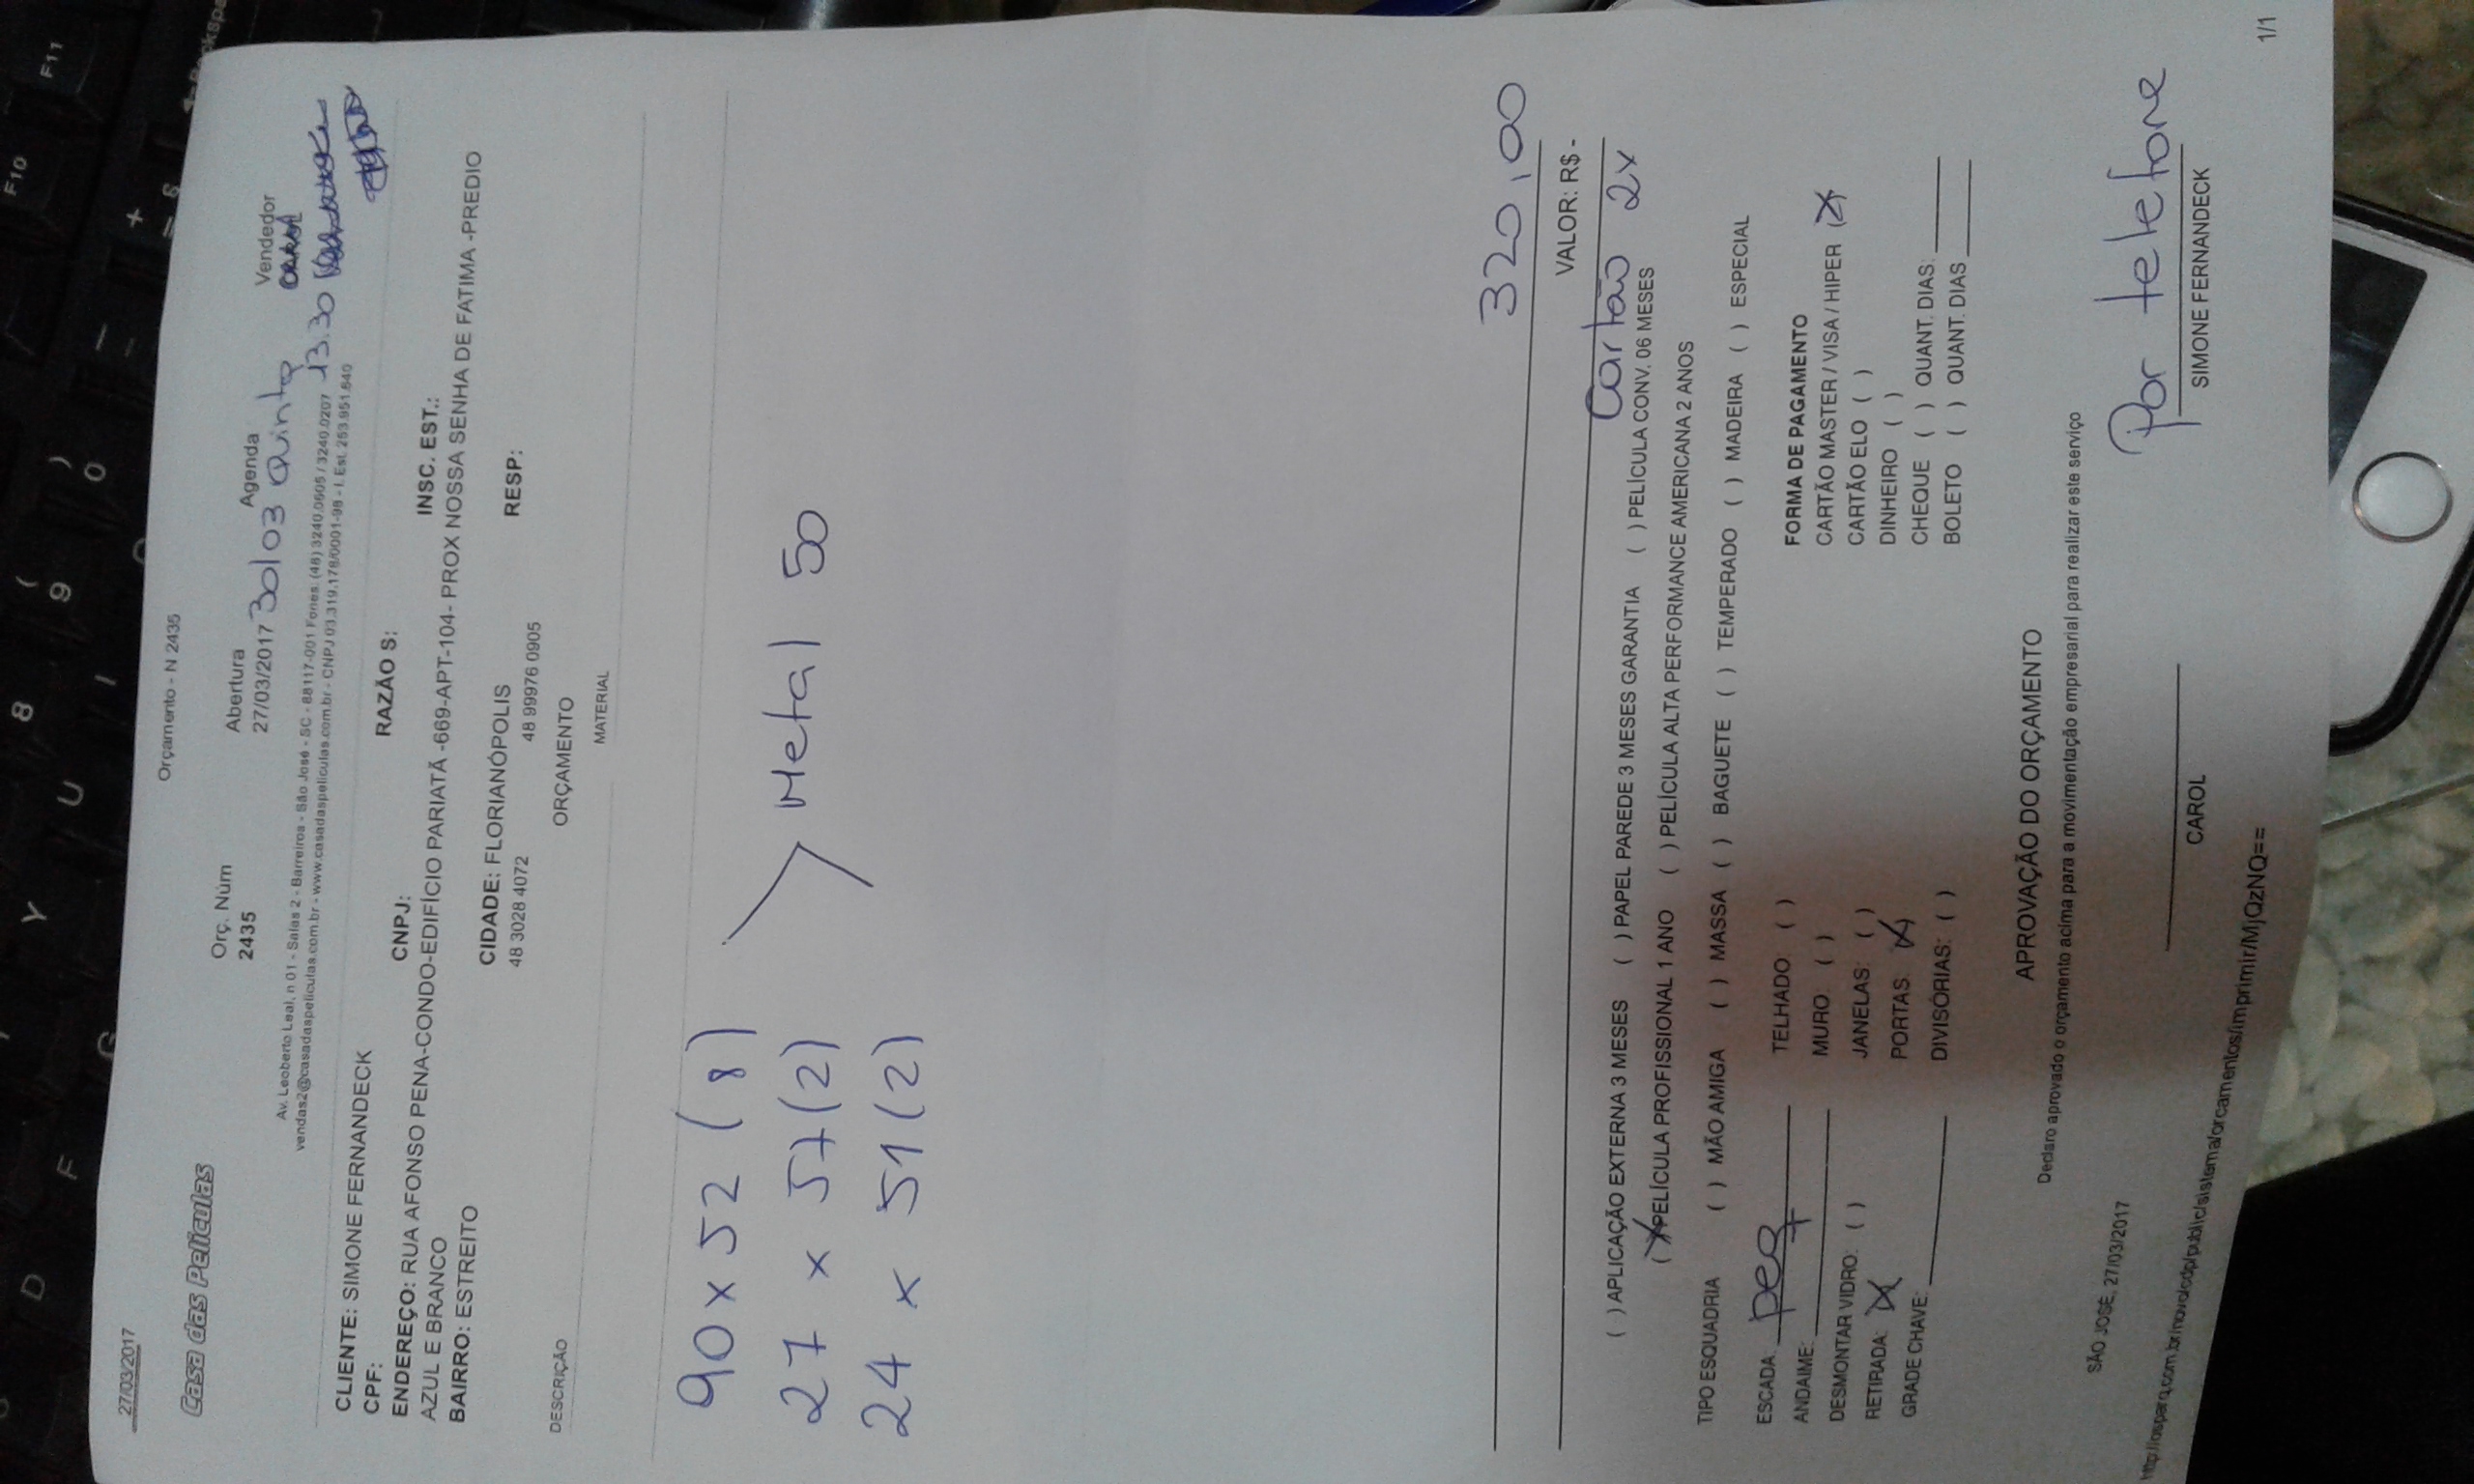 27/03/2017
Orçamento - N 2435
Casa das Películas
Orç. Núm Abertura Agenda Vendedor
2435 27/03/2017 30/03 Quinta
Av. Leoberto Leal, n 01 - Salas 2 - Barreiros - São José - SC - 88117-001 Fones: (48) 3240.0605 / 3240.0207 13.30
vendas2@casadaspeliculas.com.br - www.casadaspeliculas.com.br - CNPJ 03.319.178/0001-98 - I. Est. 253.951.640
CLIENTE: SIMONE FERNANDECK
CPF: RAZÃO S:
ENDEREÇO: RUA AFONSO PENA-CONDO-EDIFÍCIO PARIATÃ -669-APT-104- PROX NOSSA SENHA DE FATIMA -PREDIO
AZUL E BRANCO
CNPJ: INSC. EST.:
BAIRRO: ESTREITO CIDADE: FLORIANÓPOLIS RESP:
48 3028 4072 48 99976 0905
ORÇAMENTO
DESCRIÇÃO MATERIAL
90 x 52 (8)
27 x 57 (2) Metal 50
24 x 51 (2)
320,00
VALOR: R$ -
Cartão 2x
( ) APLICAÇÃO EXTERNA 3 MESES ( ) PAPEL PAREDE 3 MESES GARANTIA ( ) PELÍCULA CONV. 06 MESES
(X) PELÍCULA PROFISSIONAL 1 ANO ( ) PELÍCULA ALTA PERFORMANCE AMERICANA 2 ANOS
TIPO ESQUADRIA ( ) MÃO AMIGA ( ) MASSA ( ) BAGUETE ( ) TEMPERADO ( ) MADEIRA ( ) ESPECIAL
ESCADA: peq TELHADO: ( ) FORMA DE PAGAMENTO
ANDAIME: MURO: ( ) CARTÃO MASTER / VISA / HIPER (X)
DESMONTAR VIDRO: ( ) JANELAS: ( ) CARTÃO ELO ( )
RETIRADA: (X) PORTAS: (X) DINHEIRO ( )
GRADE CHAVE: DIVISÓRIAS: ( ) CHEQUE ( ) QUANT. DIAS:
BOLETO ( ) QUANT. DIAS
APROVAÇÃO DO ORÇAMENTO
Declaro aprovado o orçamento acima para a movimentação empresarial para realizar este serviço
SÃO JOSÉ, 27/03/2017
Por telefone
CAROL SIMONE FERNANDECK
1/1